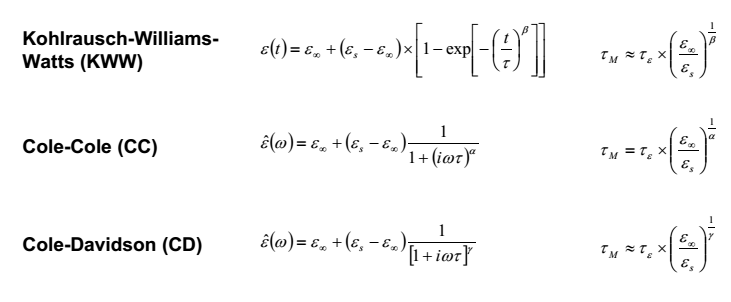 Kohlrausch-Williams-Watts (KWW) ε(t) = ε∞ + (εs − ε∞) × [1 − exp[−(t/τ)^β]] τM ≈ τε × (ε∞/εs)^(1/β)
Cole-Cole (CC) ε̂(ω) = ε∞ + (εs − ε∞) 1/(1 + (iωτ)^α) τM = τε × (ε∞/εs)^(1/α)
Cole-Davidson (CD) ε̂(ω) = ε∞ + (εs − ε∞) 1/[1 + iωτ]^γ τM ≈ τε × (ε∞/εs)^(1/γ)